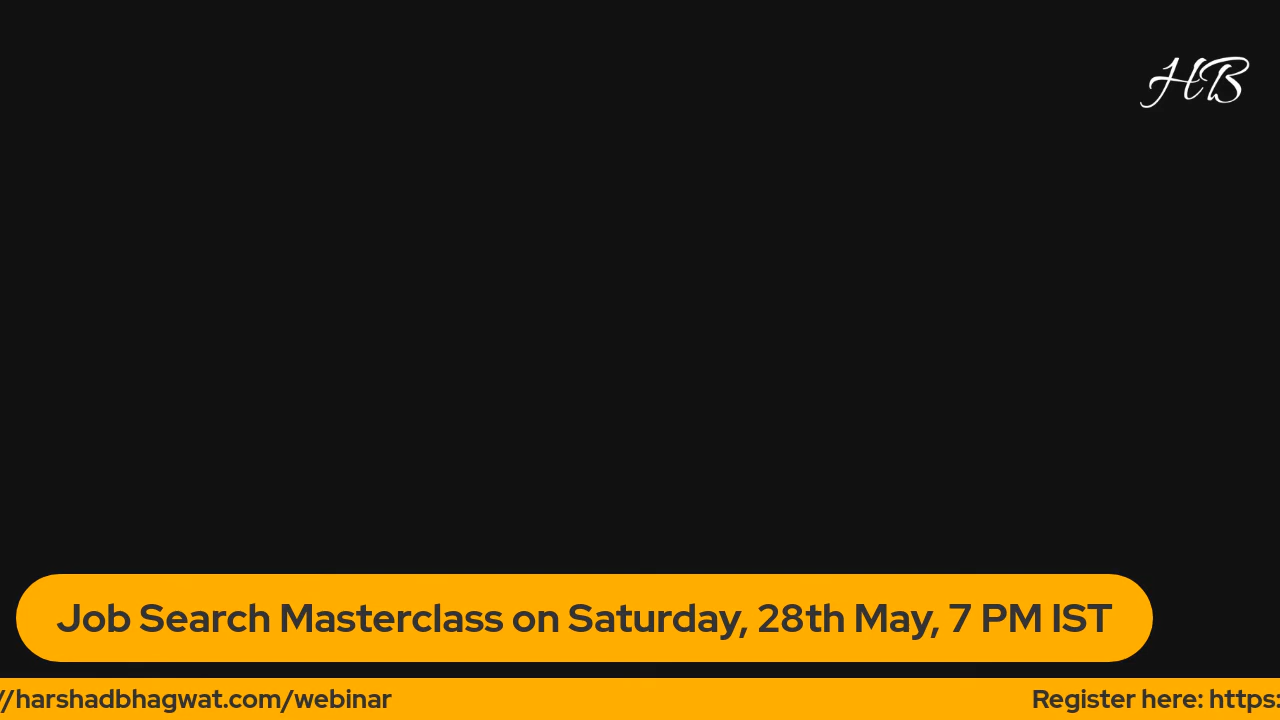 HB
Job Search Masterclass on Saturday, 28th May, 7 PM IST
//harshadbhagwat.com/webinar Register here: https: